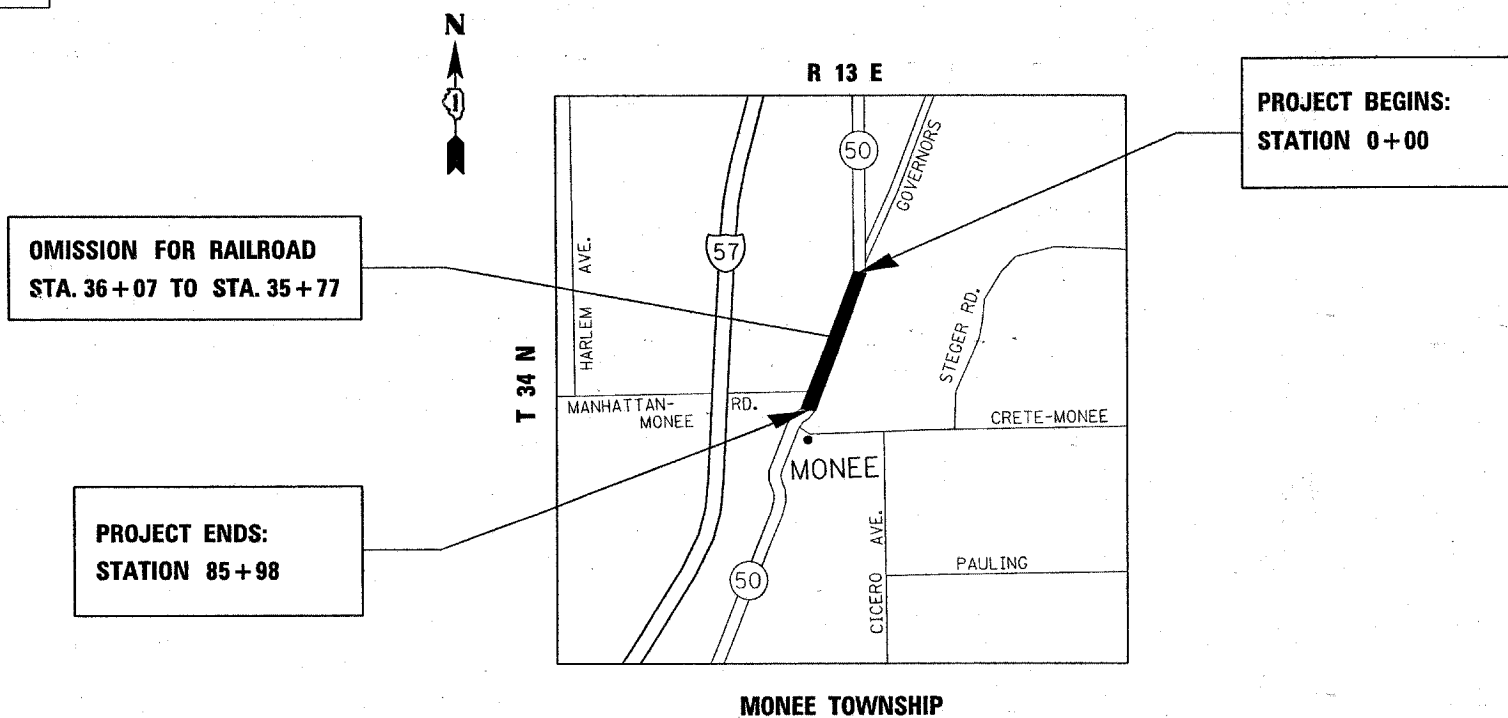 N
R 13 E
PROJECT BEGINS:
STATION 0+00
50
GOVERNORS
OMISSION FOR RAILROAD
STA. 36+07 TO STA. 35+77
HARLEM AVE.
57
STEGER RD.
T 34 N
MANHATTAN-
MONEE
RD.
CRETE-MONEE
MONEE
PROJECT ENDS:
STATION 85+98
CICERO AVE.
PAULING
50
MONEE TOWNSHIP